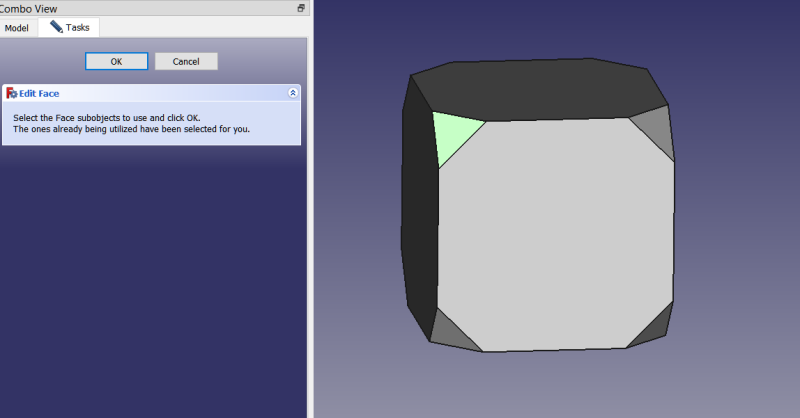 Combo View
Model
Tasks
OK
Cancel
Edit Face
Select the Face subobjects to use and click OK.
The ones already being utilized have been selected for you.